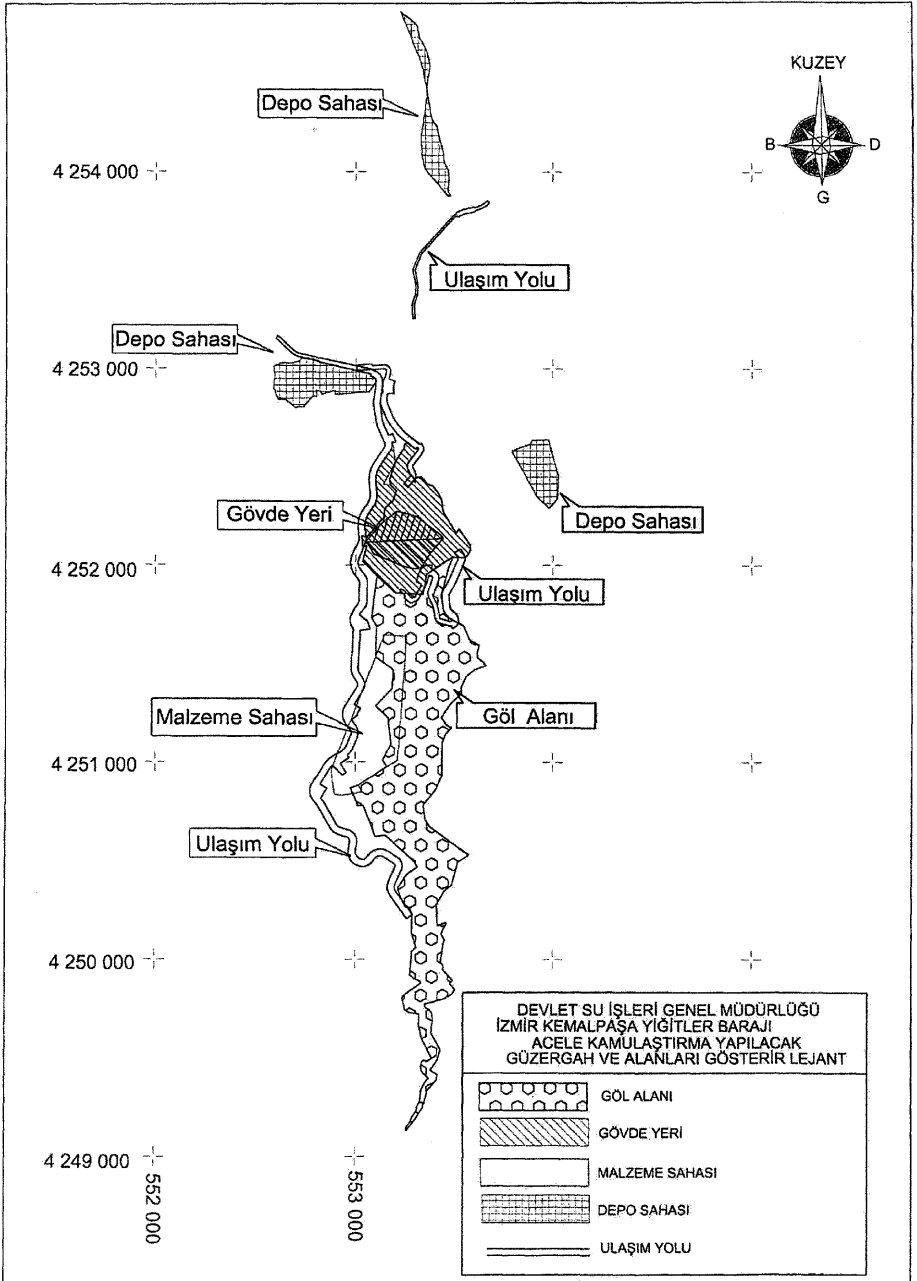 KUZEY
B
D
G
Depo Sahası
4 254 000
Ulaşım Yolu
Depo Sahası
4 253 000
Gövde Yeri
Depo Sahası
4 252 000
Ulaşım Yolu
Malzeme Sahası
Göl Alanı
4 251 000
Ulaşım Yolu
4 250 000
4 249 000
552 000
553 000
DEVLET SU İŞLERİ GENEL MÜDÜRLÜĞÜ
İZMİR KEMALPAŞA YİĞİTLER BARAJI
ACELE KAMULAŞTIRMA YAPILACAK
GÜZERGAH VE ALANLARI GÖSTERİR LEJANT
GÖL ALANI
GÖVDE YERİ
MALZEME SAHASI
DEPO SAHASI
ULAŞIM YOLU